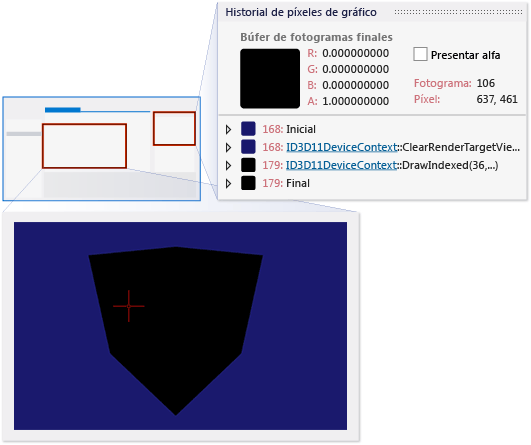 Historial de píxeles de gráfico
Búfer de fotogramas finales
R: 0.000000000
G: 0.000000000
B: 0.000000000
A: 1.000000000
Presentar alfa
Fotograma: 106
Píxel: 637, 461
168: Inicial
168: ID3D11DeviceContext::ClearRenderTargetVie...
179: ID3D11DeviceContext::DrawIndexed(36,...)
179: Final